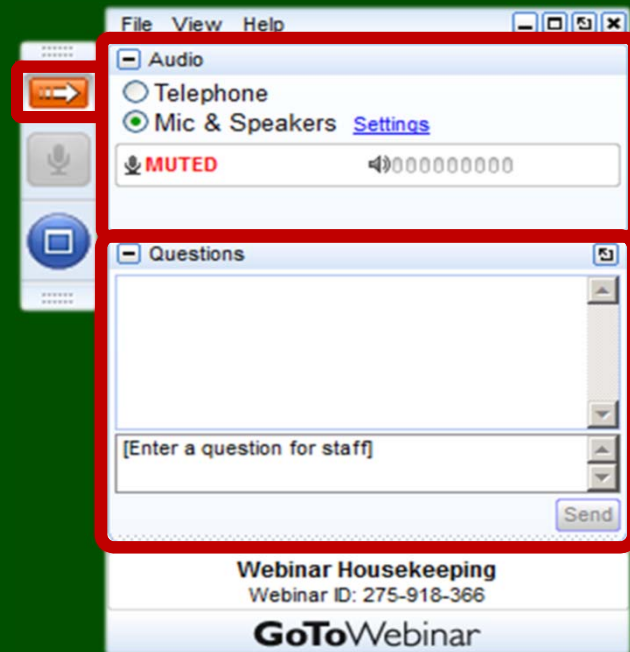 File View Help
Audio
Telephone
Mic & Speakers Settings
MUTED 000000000
Questions
[Enter a question for staff]
Send
Webinar Housekeeping
Webinar ID: 275-918-366
GoToWebinar